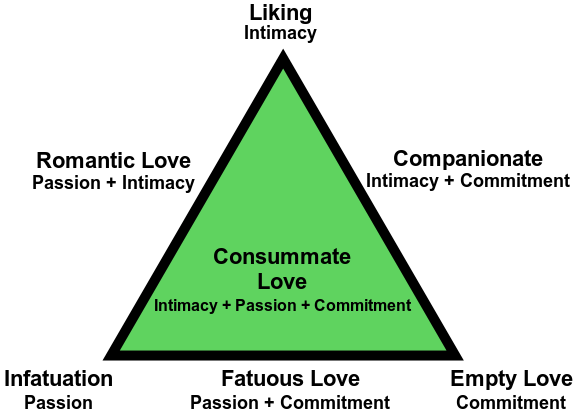 Liking
Intimacy
Romantic Love
Passion + Intimacy
Companionate
Intimacy + Commitment
Consummate
Love
Intimacy + Passion + Commitment
Infatuation
Passion
Fatuous Love
Passion + Commitment
Empty Love
Commitment